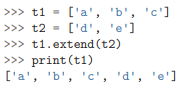 >>> t1 = ['a', 'b', 'c']
>>> t2 = ['d', 'e']
>>> t1.extend(t2)
>>> print(t1)
['a', 'b', 'c', 'd', 'e']